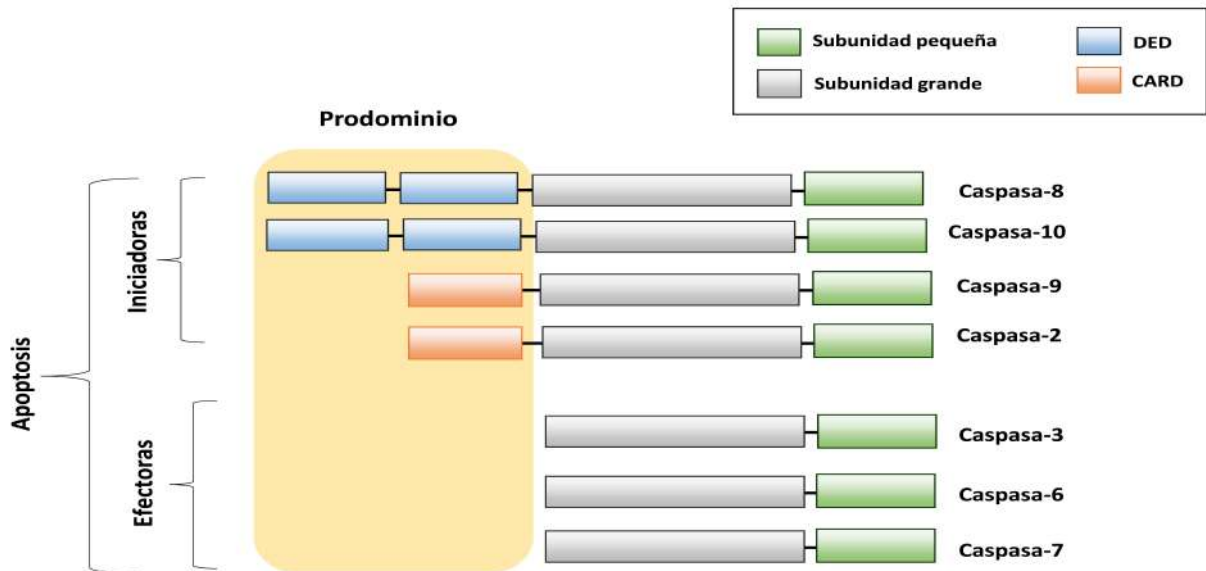 Subunidad pequeña
DED
Subunidad grande
CARD
Prodominio
Apoptosis
Iniciadoras
Caspasa-8
Caspasa-10
Caspasa-9
Caspasa-2
Efectoras
Caspasa-3
Caspasa-6
Caspasa-7